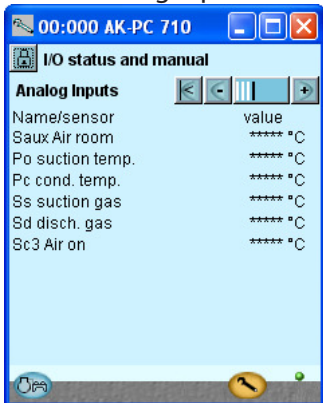 00:000 AK-PC 710
I/O status and manual
Analog Inputs
Name/sensor value
Saux Air room ***** °C
Po suction temp. ***** °C
Pc cond. temp. ***** °C
Ss suction gas ***** °C
Sd disch. gas ***** °C
Sc3 Air on ***** °C